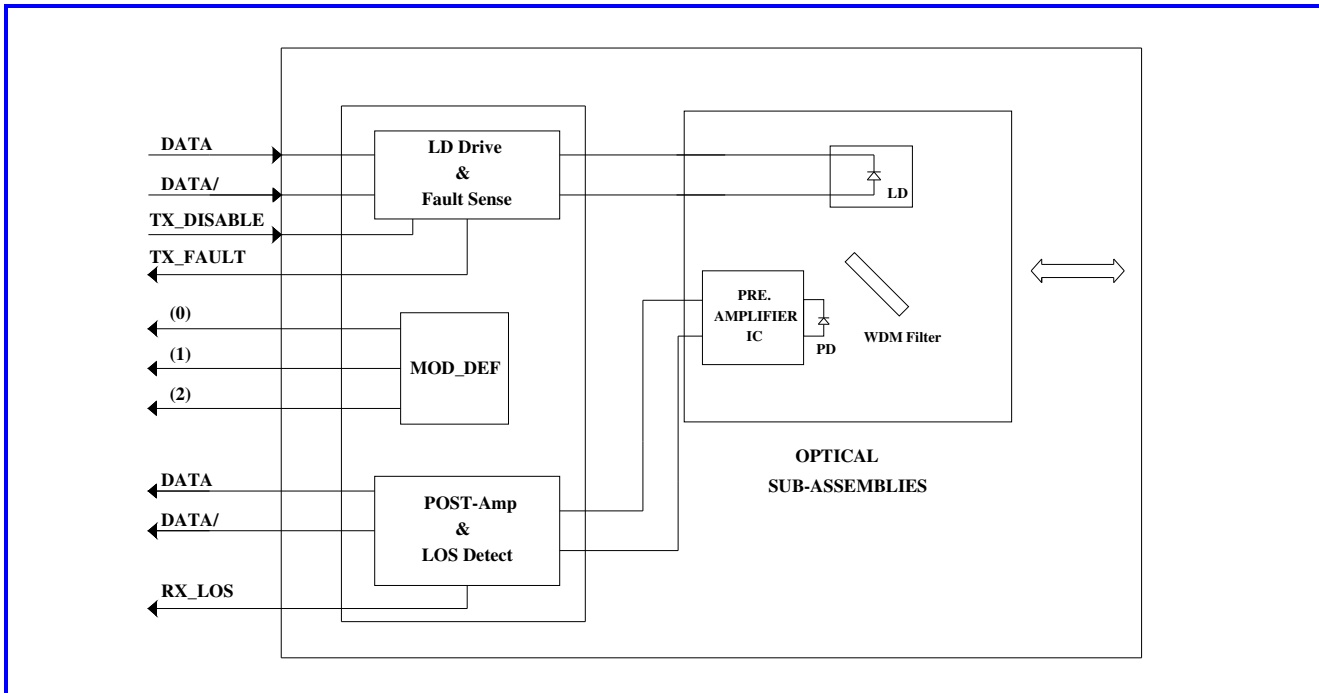 DATA
DATA/
TX_DISABLE
TX_FAULT
(0)
(1)
(2)
DATA
DATA/
RX_LOS
LD Drive
&
Fault Sense
MOD_DEF
POST-Amp
&
LOS Detect
LD
PRE.
AMPLIFIER
IC
PD
WDM Filter
OPTICAL
SUB-ASSEMBLIES